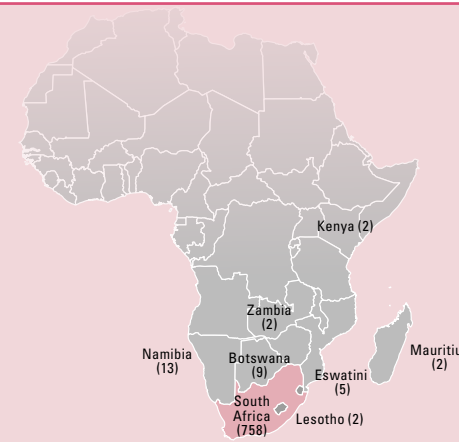 Kenya (2)
Zambia
(2)
Mauritiu
(2)
Namibia
(13)
Botswana
(9)
Eswatini
(5)
South
Africa
(758)
Lesotho (2)